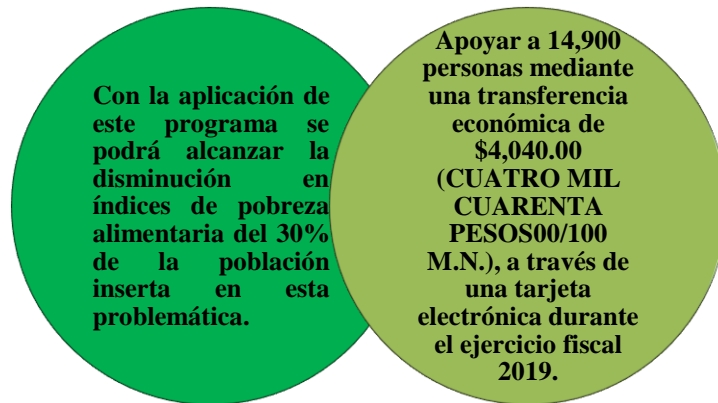 Con la aplicación de
este programa se
podrá alcanzar la
disminución en
índices de pobreza
alimentaria del 30%
de la población
inserta en esta
problemática.
Apoyar a 14,900
personas mediante
una transferencia
económica de
$4,040.00
(CUATRO MIL
CUARENTA
PESOS00/100
M.N.), a través de
una tarjeta
electrónica durante
el ejercicio fiscal
2019.